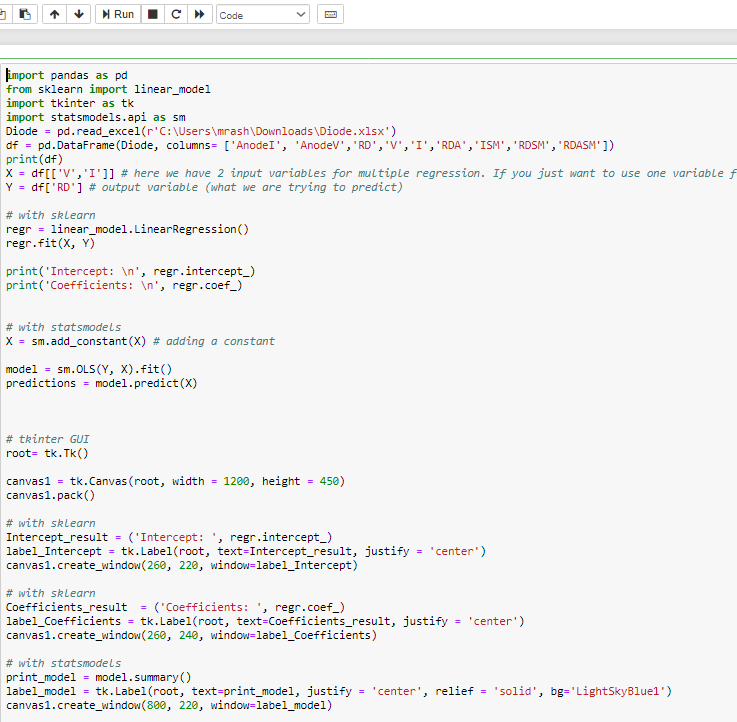 Run Code
import pandas as pd
from sklearn import linear_model
import tkinter as tk
import statsmodels.api as sm
Diode = pd.read_excel(r'C:\Users\mrash\Downloads\Diode.xlsx')
df = pd.DataFrame(Diode, columns= ['AnodeI', 'AnodeV','RD','V','I','RDA','ISM','RDSM','RDASM'])
print(df)
X = df[['V','I']] # here we have 2 input variables for multiple regression. If you just want to use one variable f
Y = df['RD'] # output variable (what we are trying to predict)
# with sklearn
regr = linear_model.LinearRegression()
regr.fit(X, Y)
print('Intercept: \n', regr.intercept_)
print('Coefficients: \n', regr.coef_)
# with statsmodels
X = sm.add_constant(X) # adding a constant
model = sm.OLS(Y, X).fit()
predictions = model.predict(X)
# tkinter GUI
root= tk.Tk()
canvas1 = tk.Canvas(root, width = 1200, height = 450)
canvas1.pack()
# with sklearn
Intercept_result = ('Intercept: ', regr.intercept_)
label_Intercept = tk.Label(root, text=Intercept_result, justify = 'center')
canvas1.create_window(260, 220, window=label_Intercept)
# with sklearn
Coefficients_result  = ('Coefficients: ', regr.coef_)
label_Coefficients = tk.Label(root, text=Coefficients_result, justify = 'center')
canvas1.create_window(260, 240, window=label_Coefficients)
# with statsmodels
print_model = model.summary()
label_model = tk.Label(root, text=print_model, justify = 'center', relief = 'solid', bg='LightSkyBlue1')
canvas1.create_window(800, 220, window=label_model)